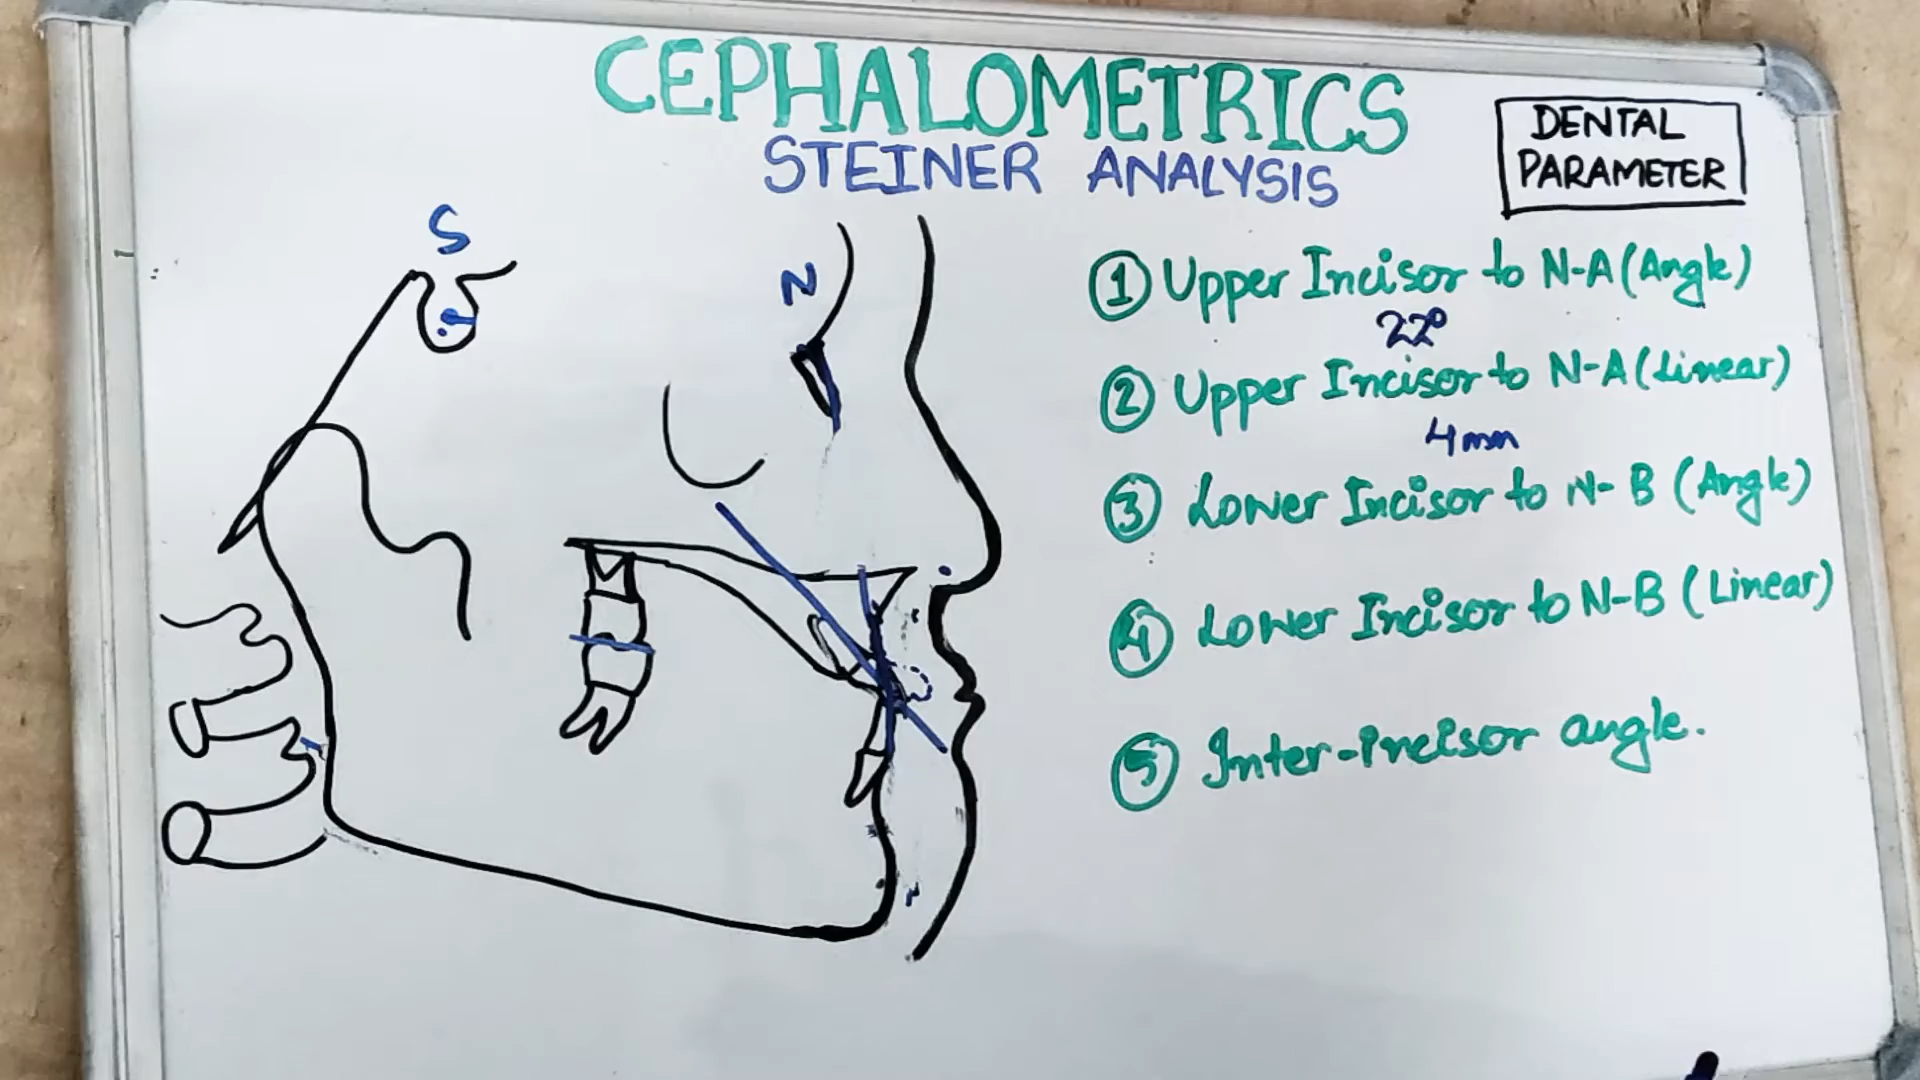 CEPHALOMETRICS
STEINER ANALYSIS
DENTAL
PARAMETER
S
N
① Upper Incisor to N-A (Angle)
22°
② Upper Incisor to N-A (Linear)
4mm
③ Lower Incisor to N-B (Angle)
④ Lower Incisor to N-B (Linear)
⑤ Inter-incisor angle.